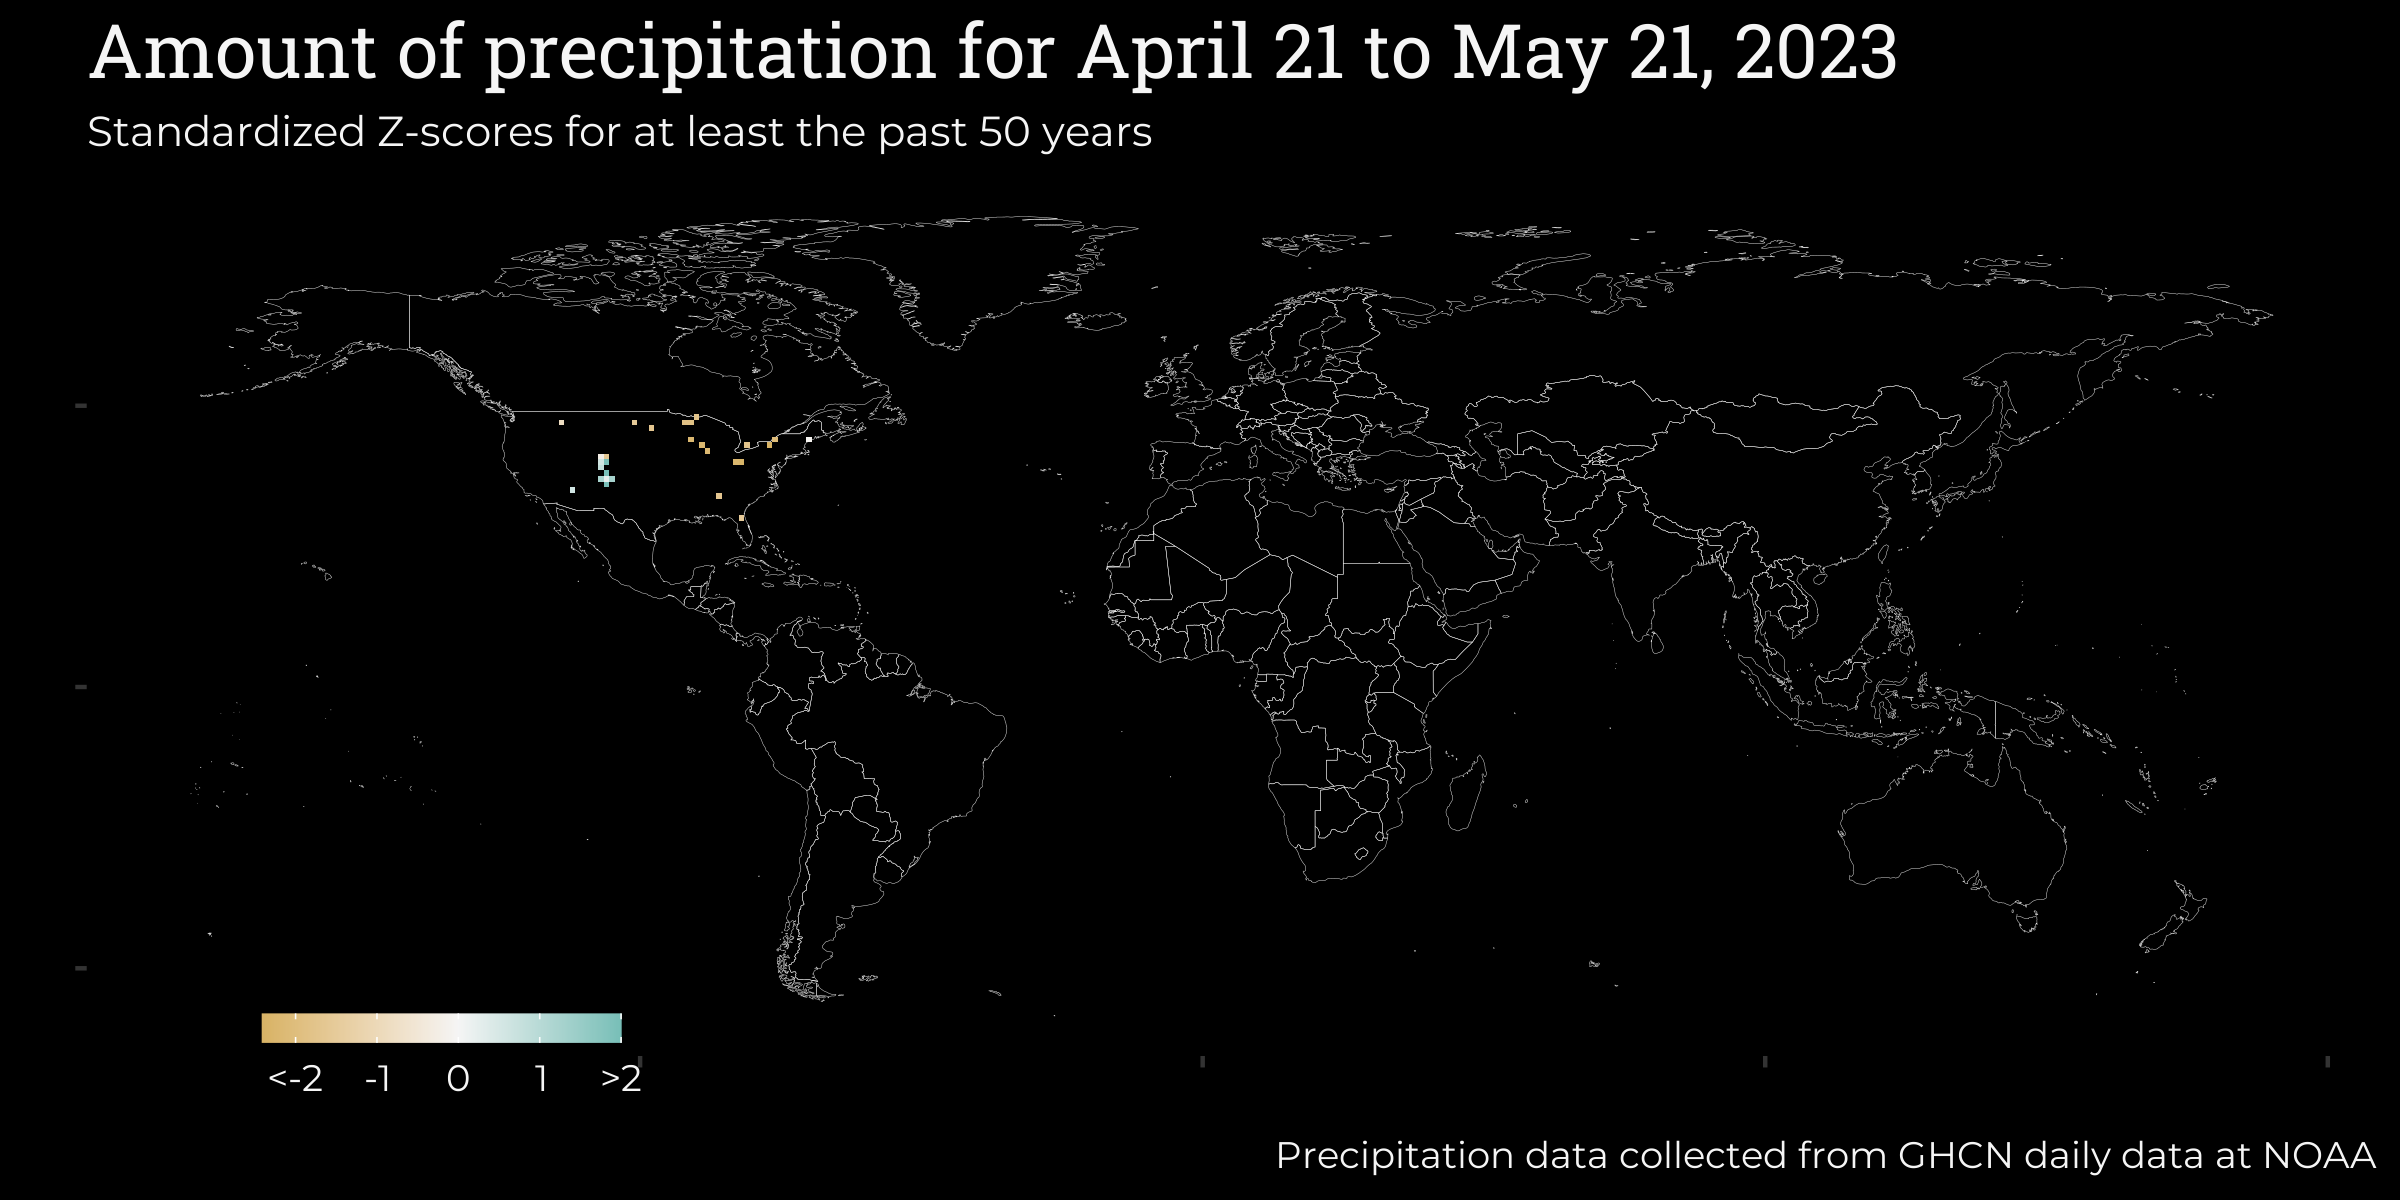 Amount of precipitation for April 21 to May 21, 2023
Standardized Z-scores for at least the past 50 years
<-2 -1 0 1 >2
Precipitation data collected from GHCN daily data at NOAA